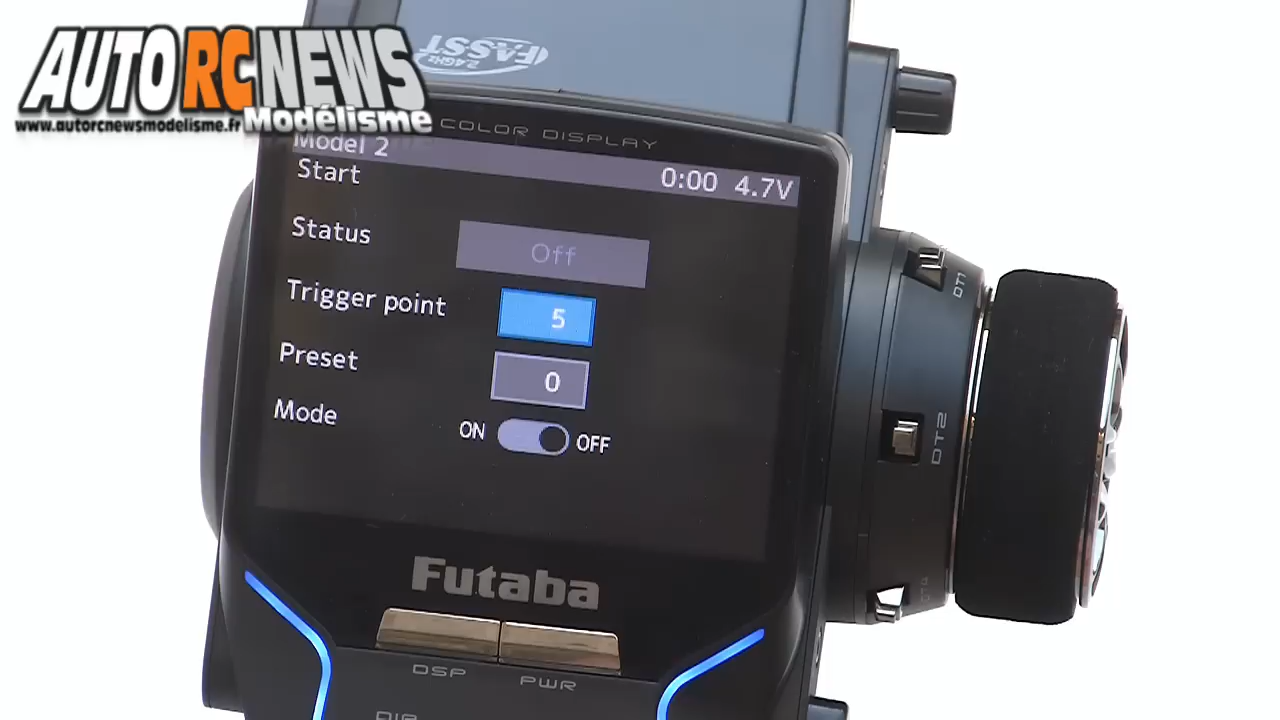 AUTO RC NEWS
Modélisme
www.autorcnewsmodelisme.fr
2.4GHz FASST
COLOR DISPLAY
Model 2
Start 0:00 4.7V
Status Off
Trigger point 5
Preset 0
Mode ON OFF
Futaba
DSP PWR
DT1
DT2